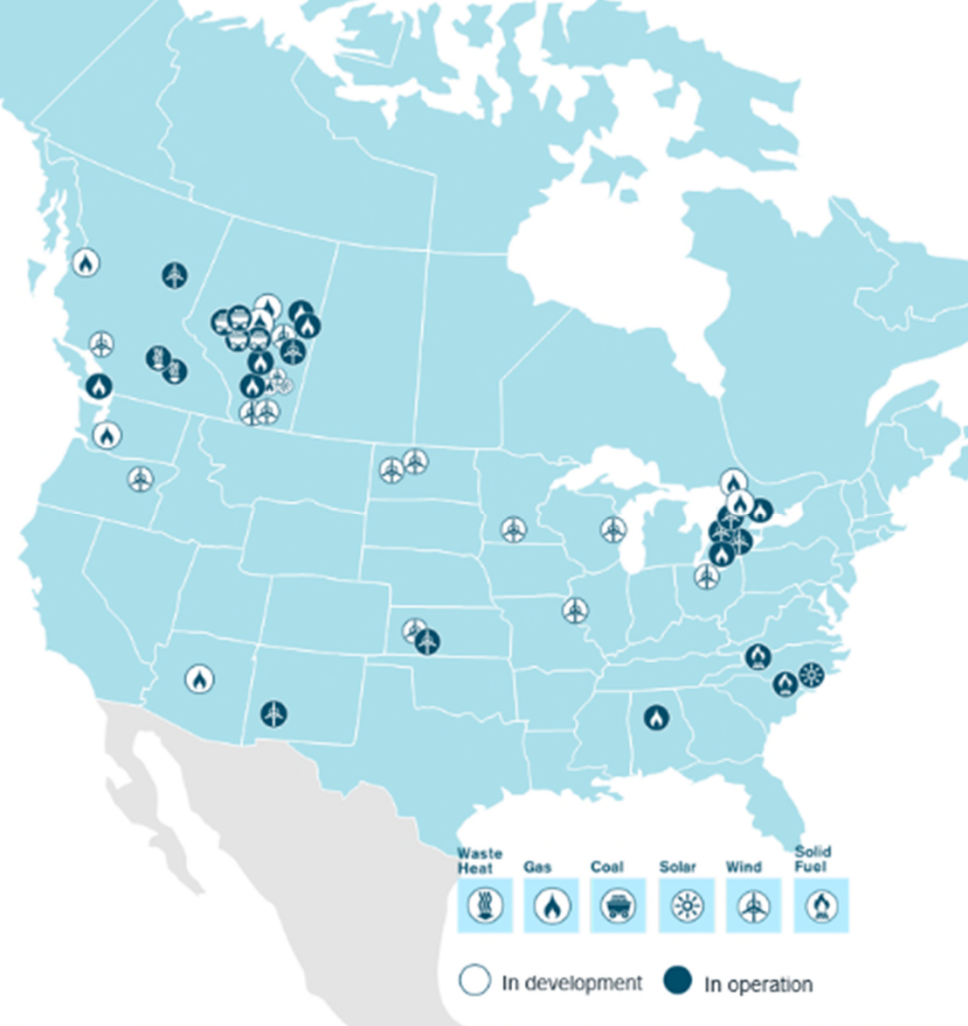 Waste Heat
Gas
Coal
Solar
Wind
Solid Fuel
In development
In operation